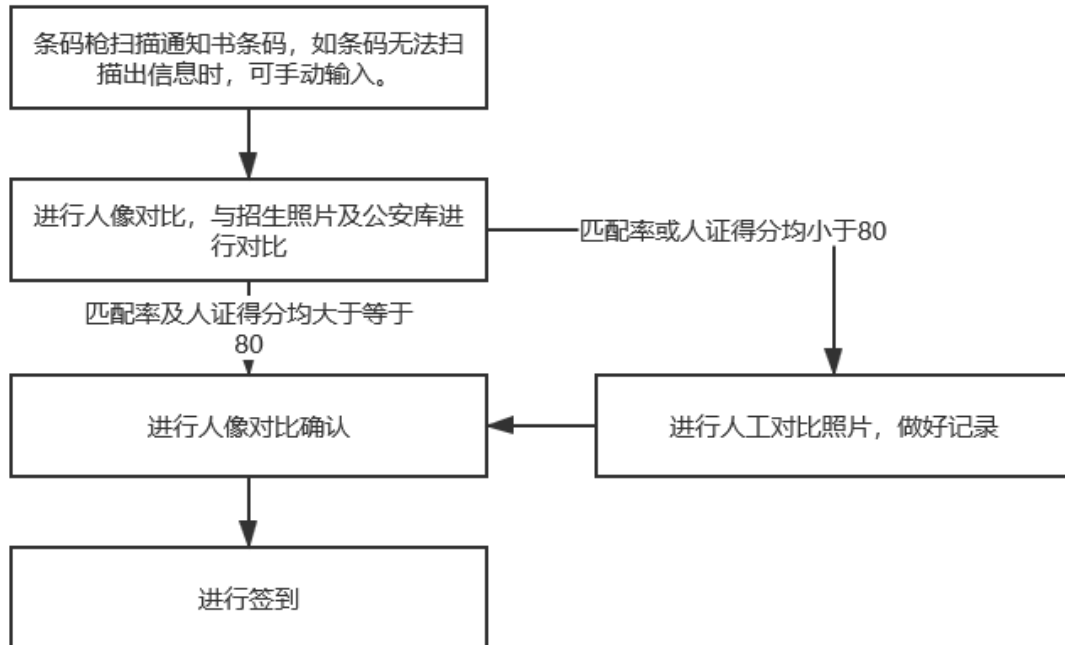 条码枪扫描通知书条码，如条码无法扫
描出信息时，可手动输入。
进行人像对比，与招生照片及公安库进
行对比
匹配率或人证得分均小于80
匹配率及人证得分均大于等于
80
进行人像对比确认
进行人工对比照片，做好记录
进行签到